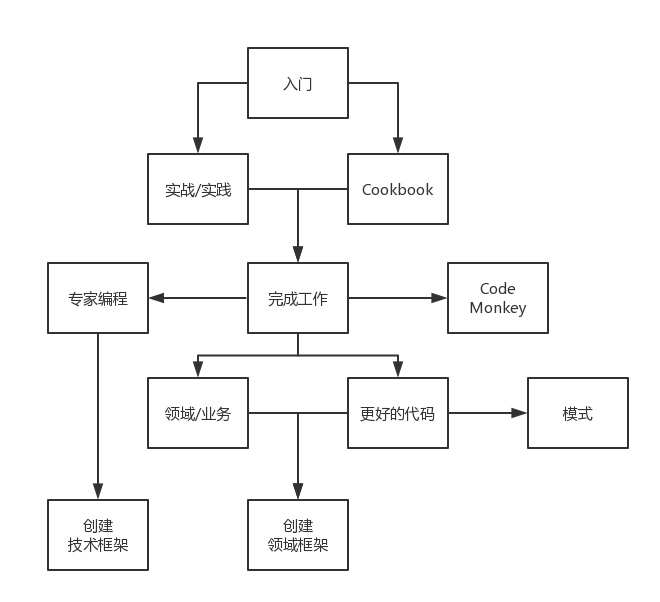 入门
实战/实践
Cookbook
专家编程
完成工作
Code
Monkey
领域/业务
更好的代码
模式
创建
技术框架
创建
领域框架